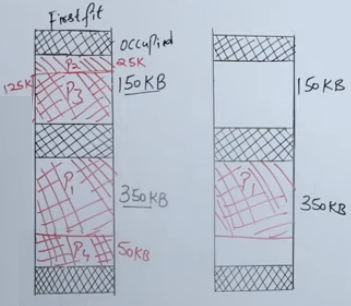 First fit
occupied
P2 25K
125K P3 150KB
P1 350KB
P4 50KB
150KB
P1 350KB